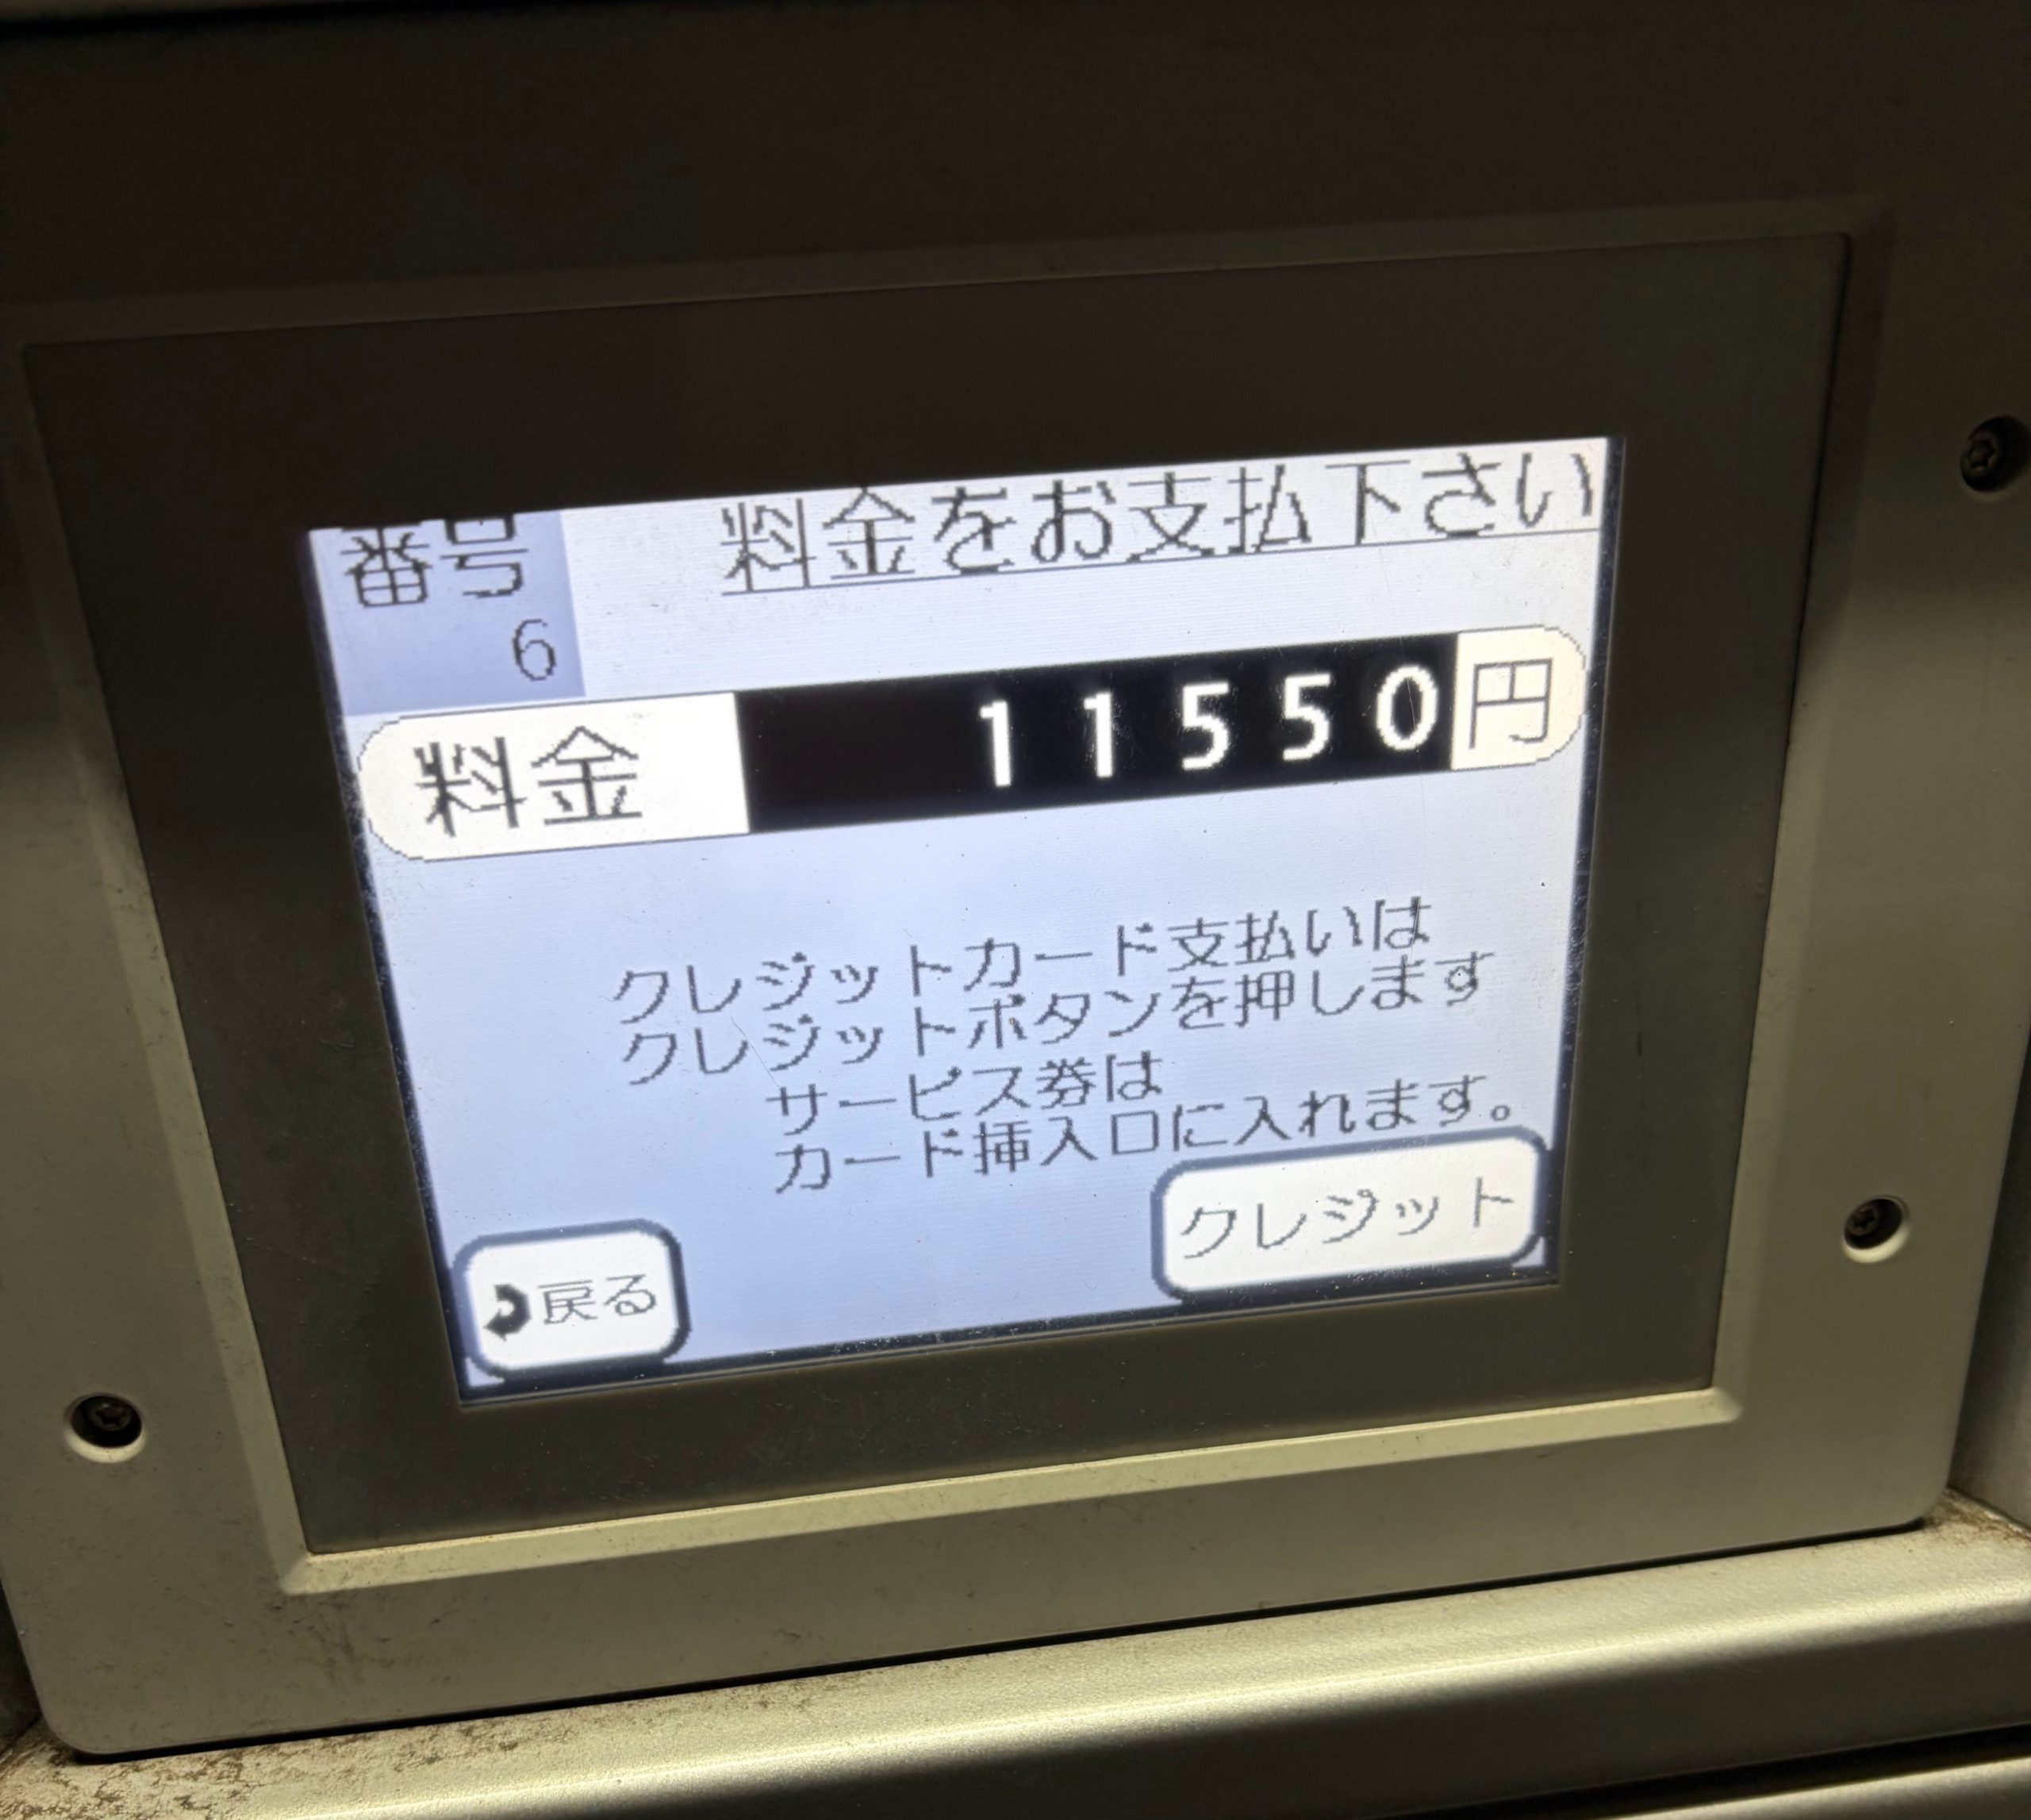 番号
料金をお支払下さい
6
料金 11550円
クレジットカード支払いは
クレジットボタンを押します
サービス券は
カード挿入口に入れます。
戻る
クレジット